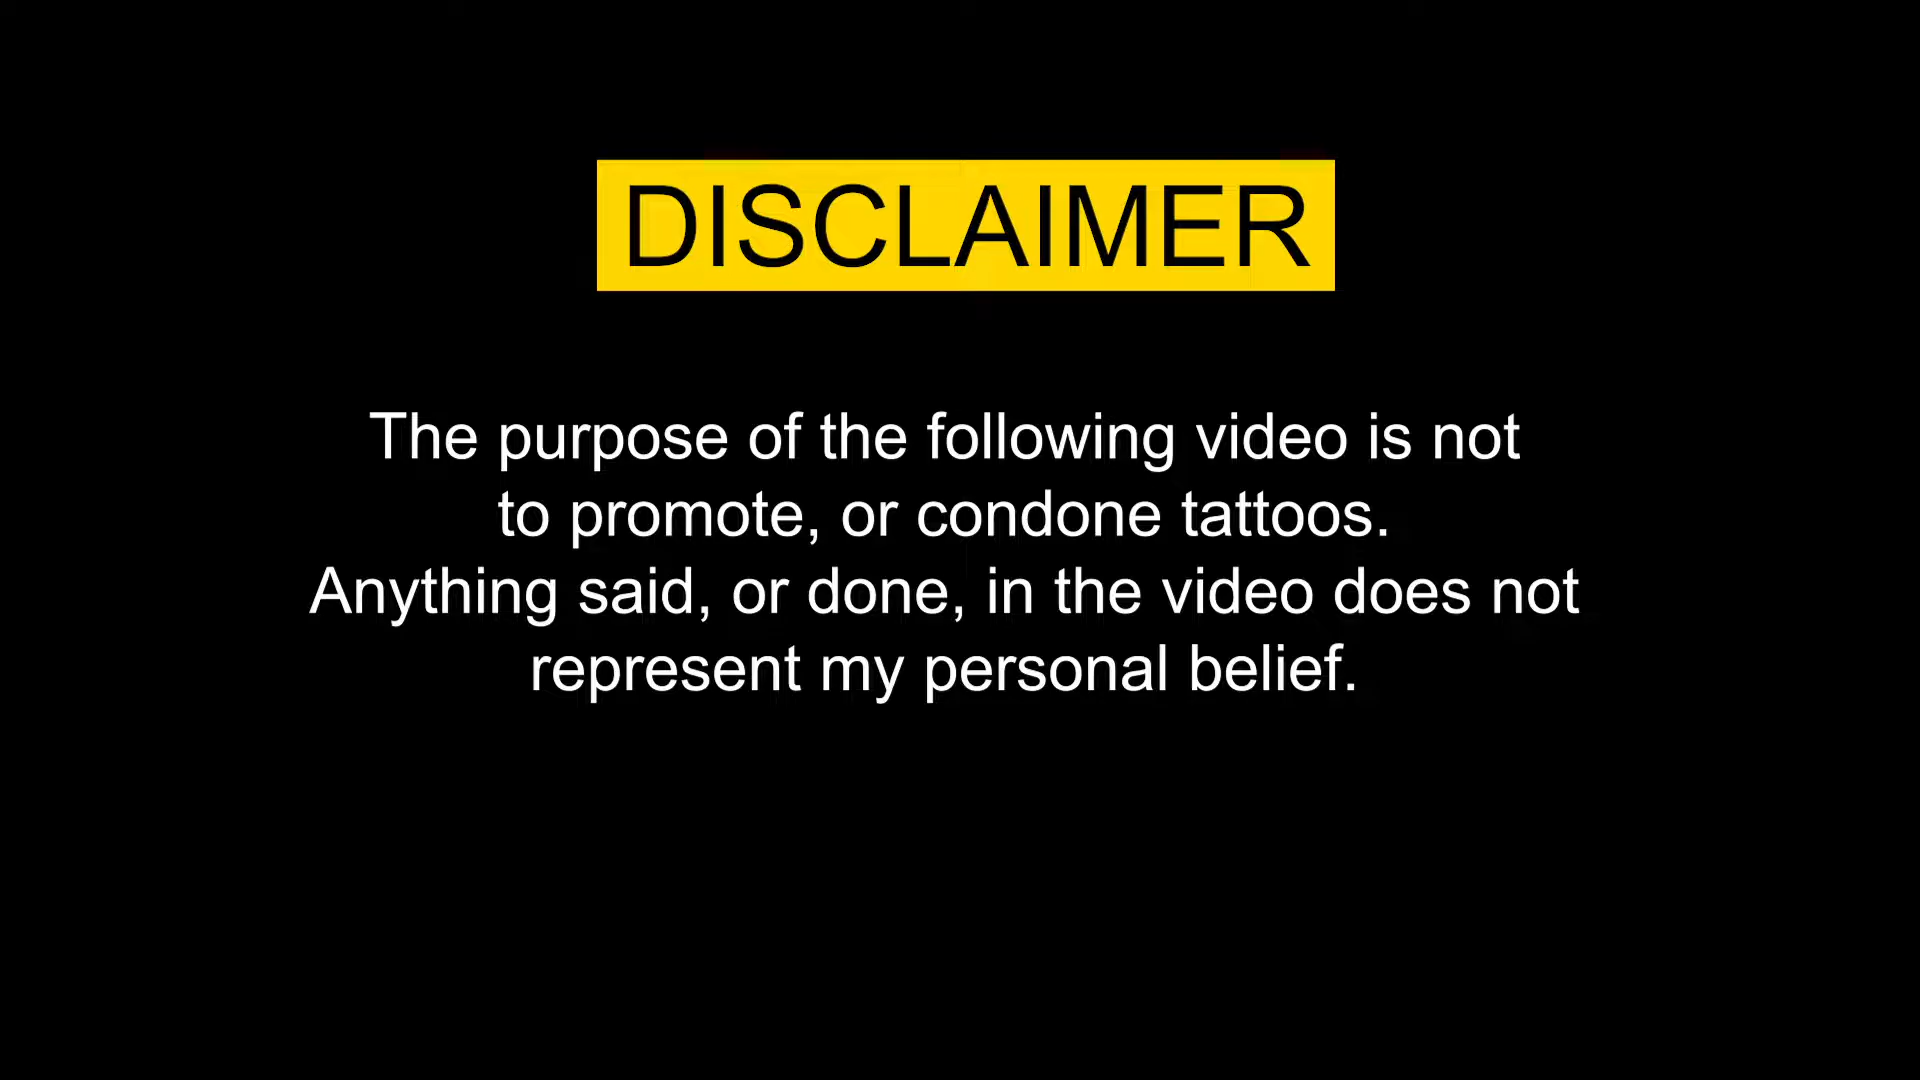 DISCLAIMER
The purpose of the following video is not
to promote, or condone tattoos.
Anything said, or done, in the video does not
represent my personal belief.